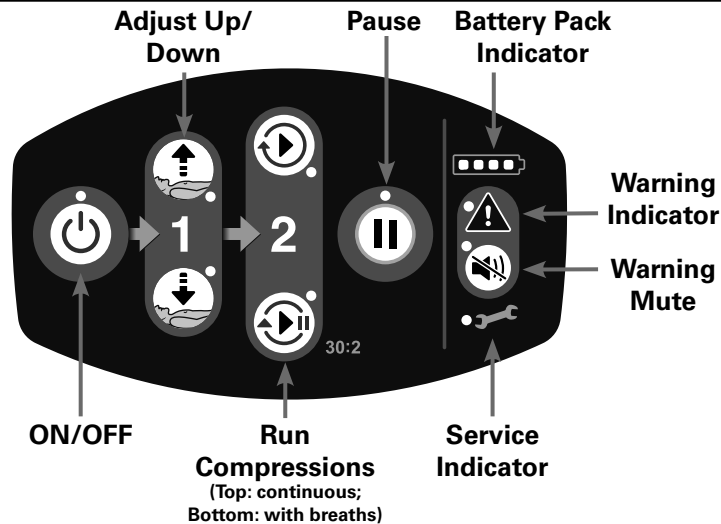 Adjust Up/
Down
Pause
Battery Pack
Indicator
1
2
30:2
Warning
Indicator
Warning
Mute
ON/OFF
Run
Compressions
(Top: continuous;
Bottom: with breaths)
Service
Indicator